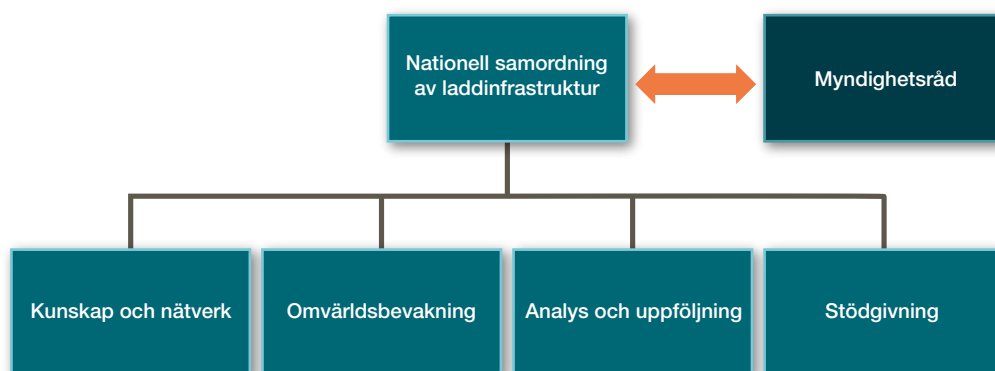 Nationell samordning
av laddinfrastruktur
Myndighetsråd
Kunskap och nätverk
Omvärldsbevakning
Analys och uppföljning
Stödgivning